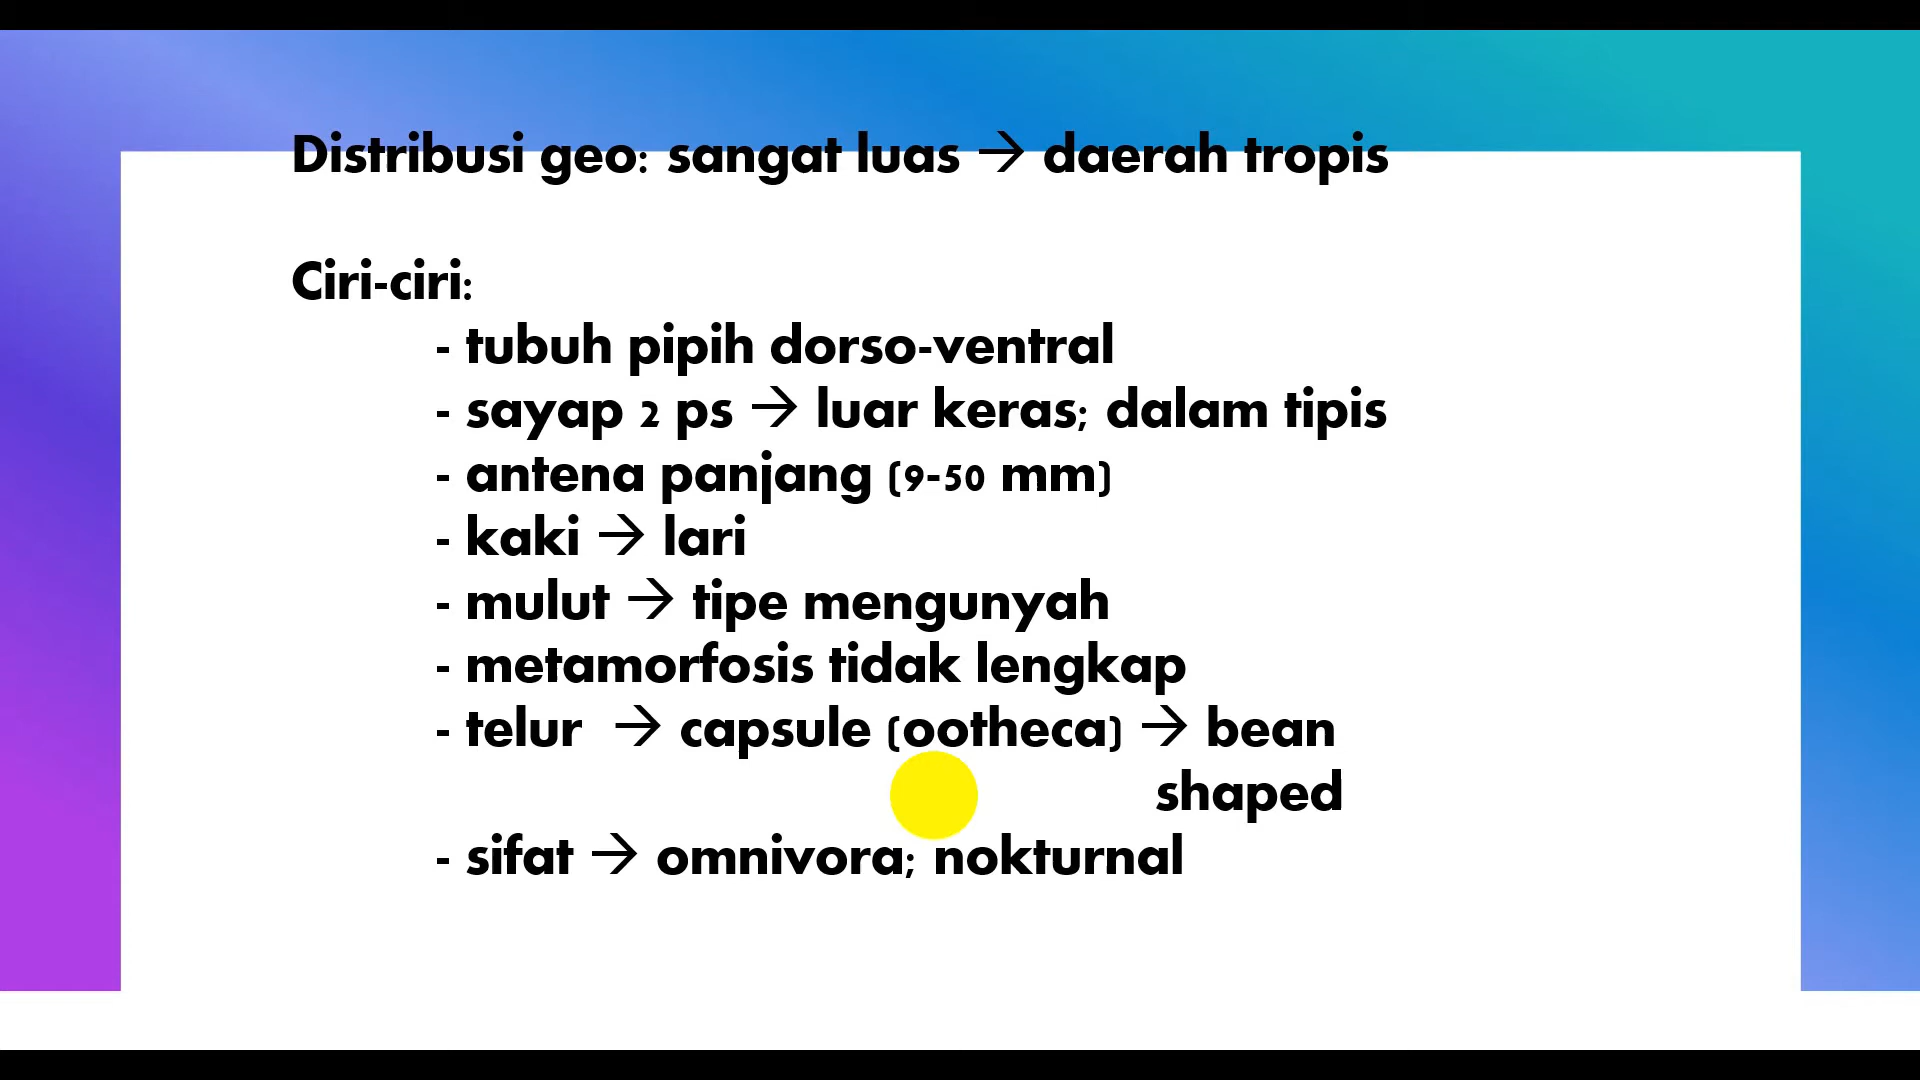 Distribusi geo: sangat luas → daerah tropis
Ciri-ciri:
- tubuh pipih dorso-ventral
- sayap 2 ps → luar keras; dalam tipis
- antena panjang (9-50 mm)
- kaki → lari
- mulut → tipe mengunyah
- metamorfosis tidak lengkap
- telur → capsule (ootheca) → bean
shaped
- sifat → omnivora; nokturnal